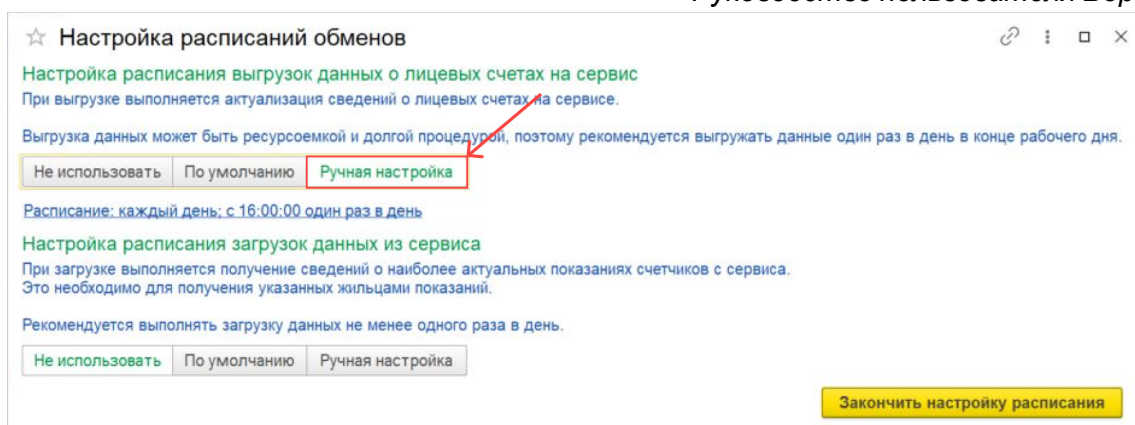 Руководство пользователя Вер
Настройка расписаний обменов
Настройка расписания выгрузок данных о лицевых счетах на сервис
При выгрузке выполняется актуализация сведений о лицевых счетах на сервисе.
Выгрузка данных может быть ресурсоемкой и долгой процедурой, поэтому рекомендуется выгружать данные один раз в день в конце рабочего дня.
Не использовать По умолчанию Ручная настройка
Расписание: каждый день; с 16:00:00 один раз в день
Настройка расписания загрузок данных из сервиса
При загрузке выполняется получение сведений о наиболее актуальных показаниях счетчиков с сервиса.
Это необходимо для получения указанных жильцами показаний.
Рекомендуется выполнять загрузку данных не менее одного раза в день.
Не использовать По умолчанию Ручная настройка
Закончить настройку расписания